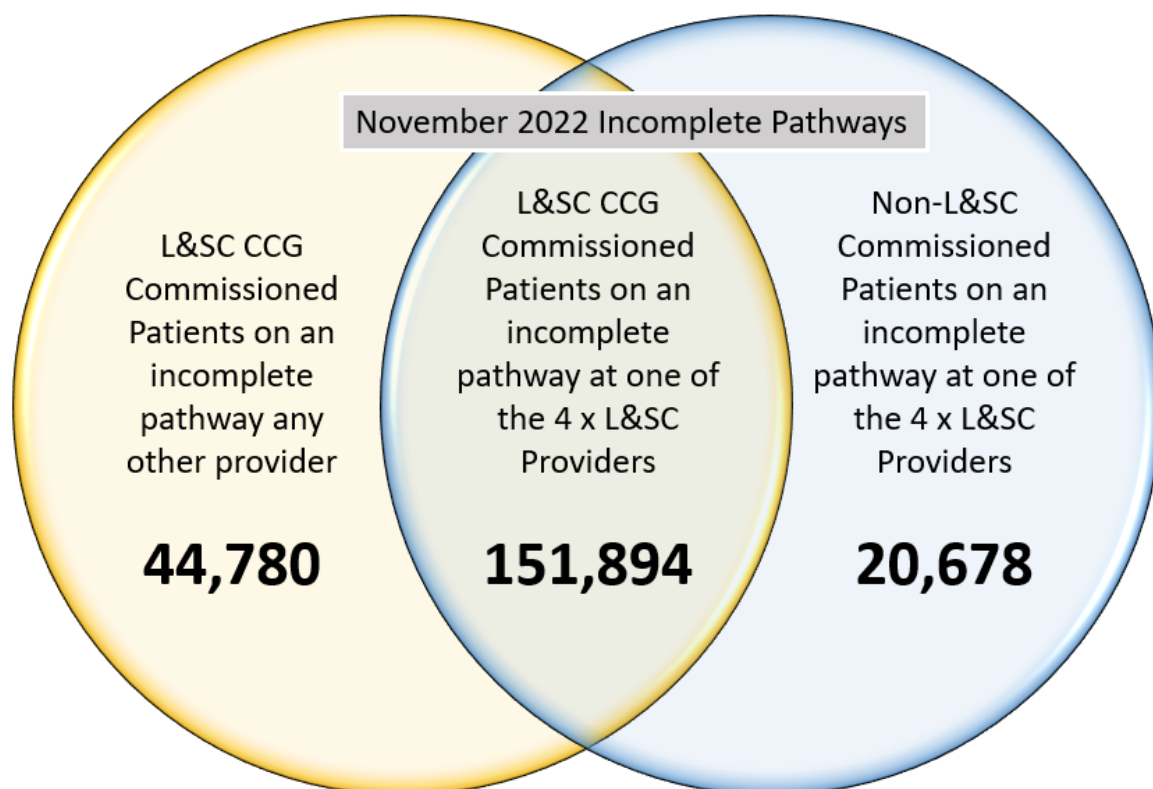 November 2022 Incomplete Pathways
L&SC CCG
Commissioned
Patients on an
incomplete
pathway any
other provider
44,780
L&SC CCG
Commissioned
Patients on an
incomplete
pathway at one of
the 4 x L&SC
Providers
151,894
Non-L&SC
Commissioned
Patients on an
incomplete
pathway at one of
the 4 x L&SC
Providers
20,678